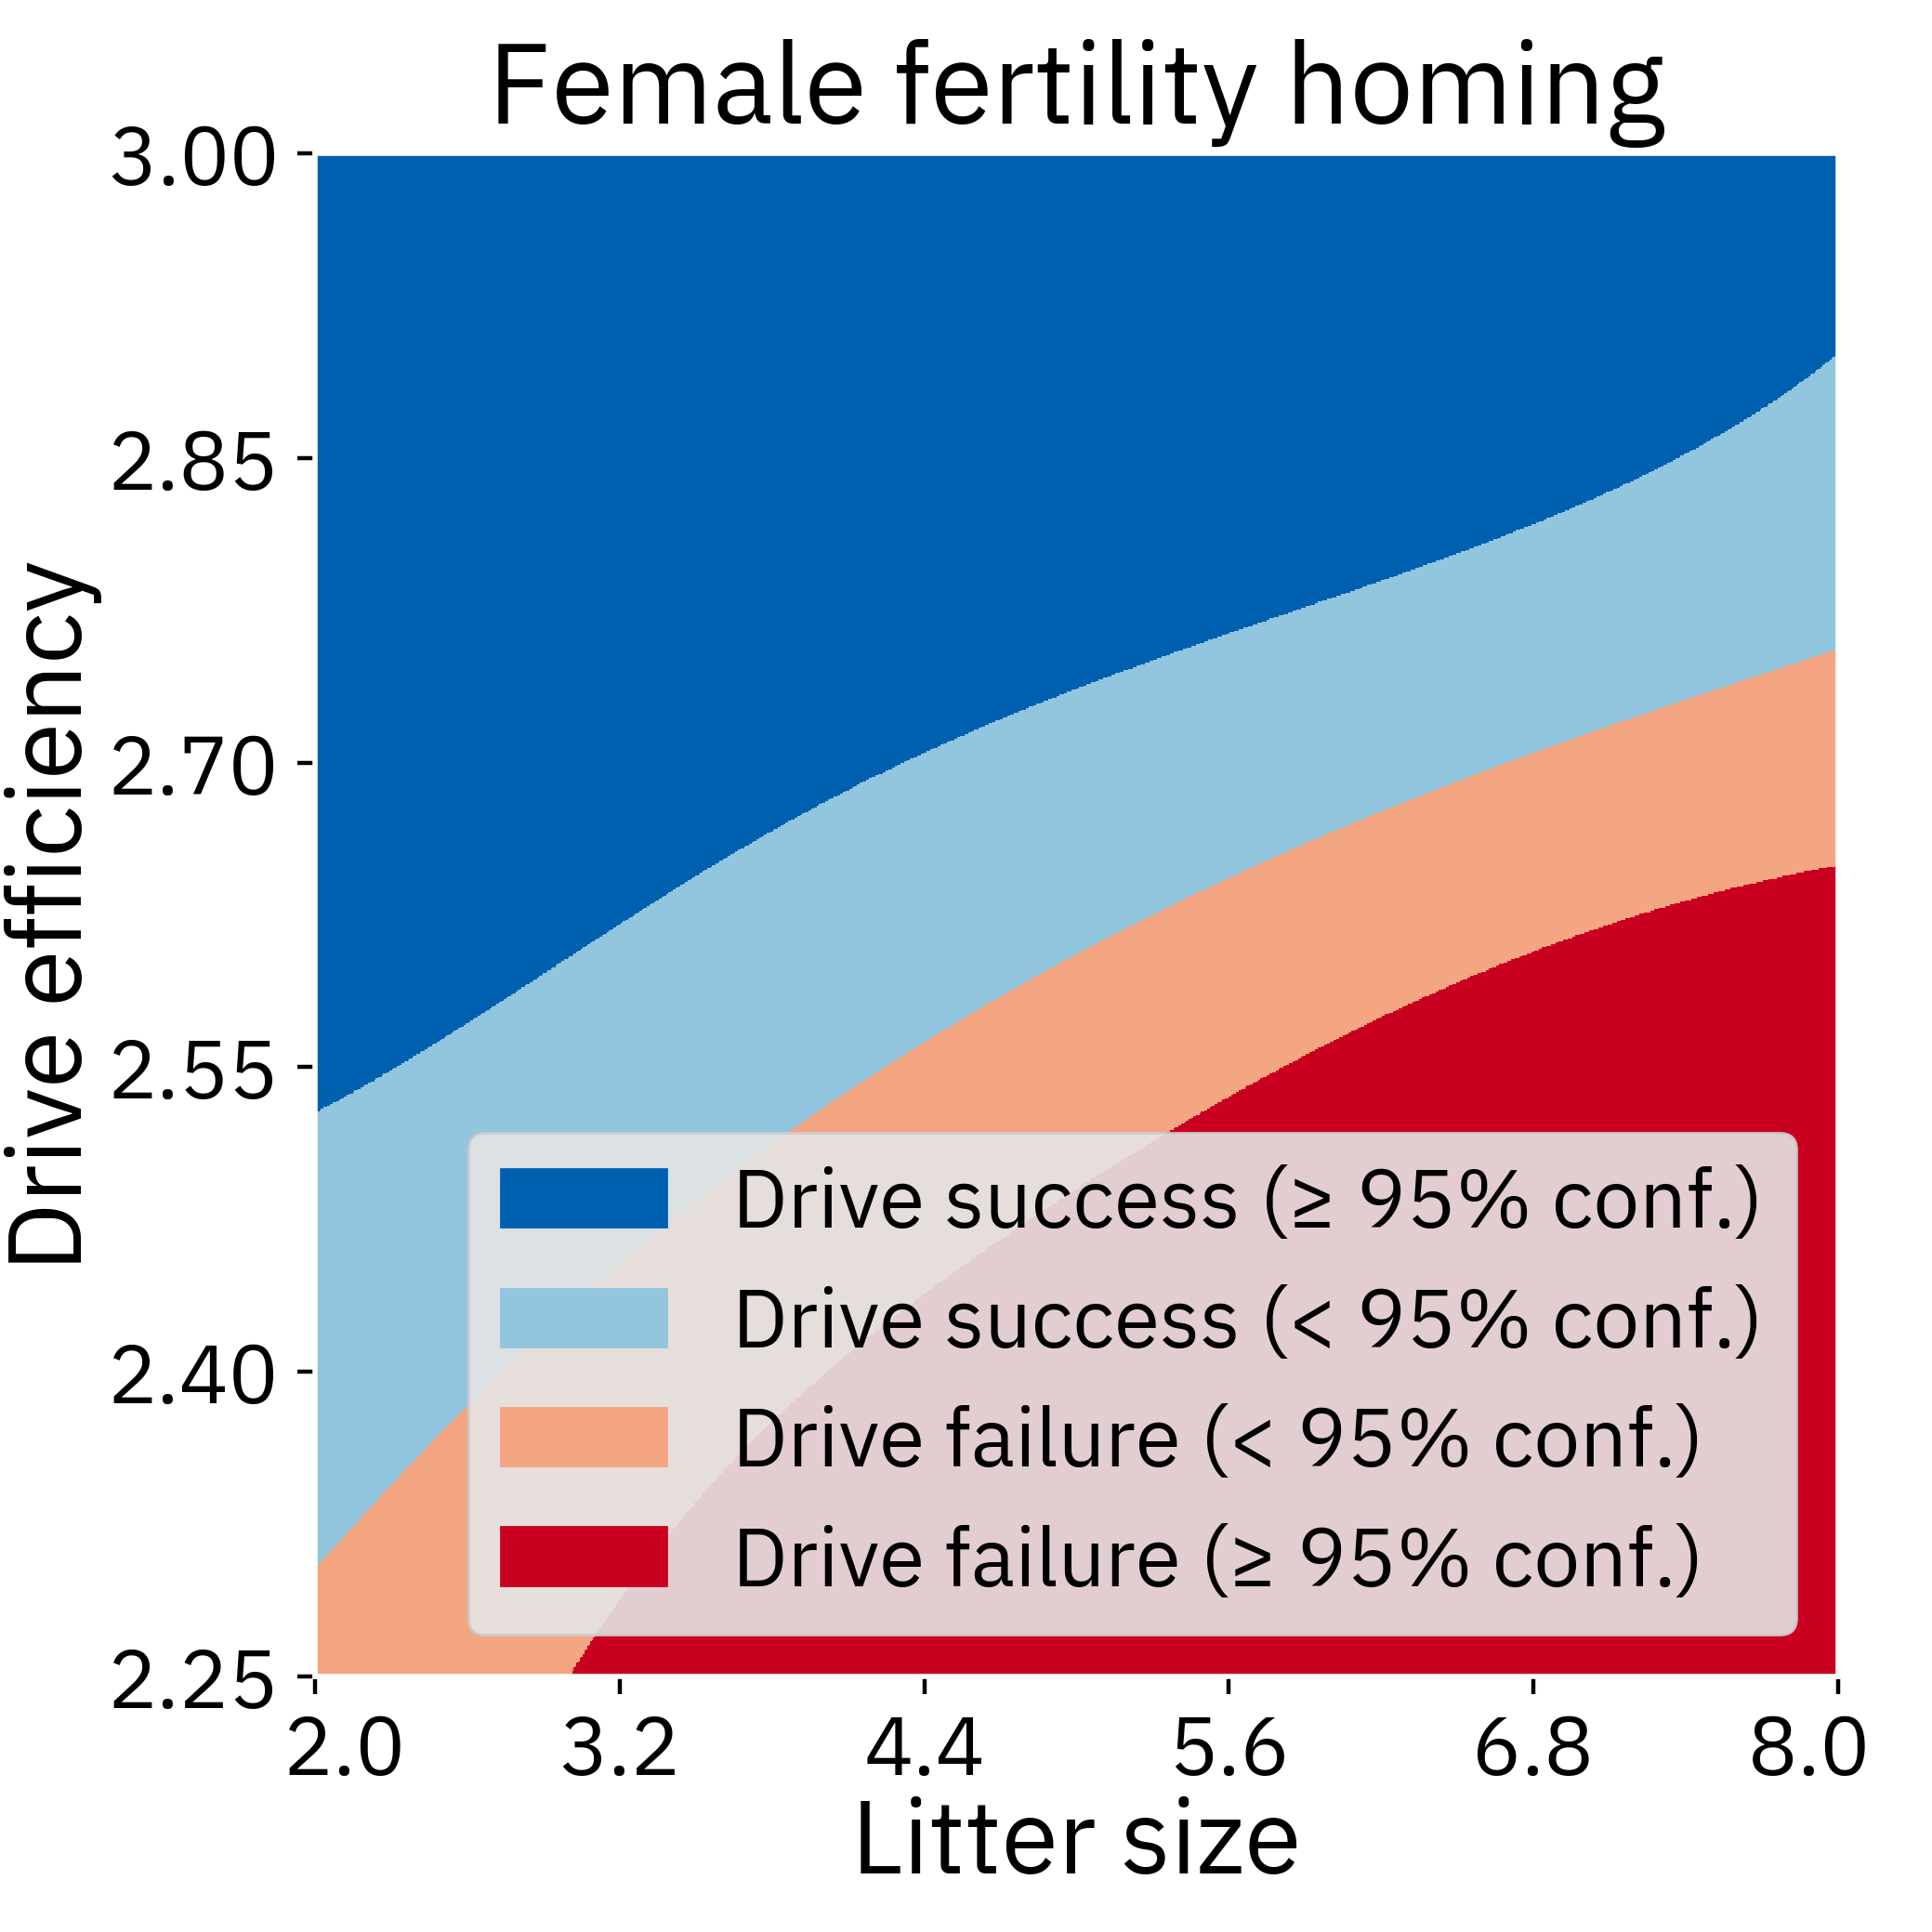 Female fertility homing
3.00
2.85
2.70
2.55
2.40
2.25
Drive efficiency
Drive success (≥ 95% conf.)
Drive success (< 95% conf.)
Drive failure (< 95% conf.)
Drive failure (≥ 95% conf.)
2.0 3.2 4.4 5.6 6.8 8.0
Litter size